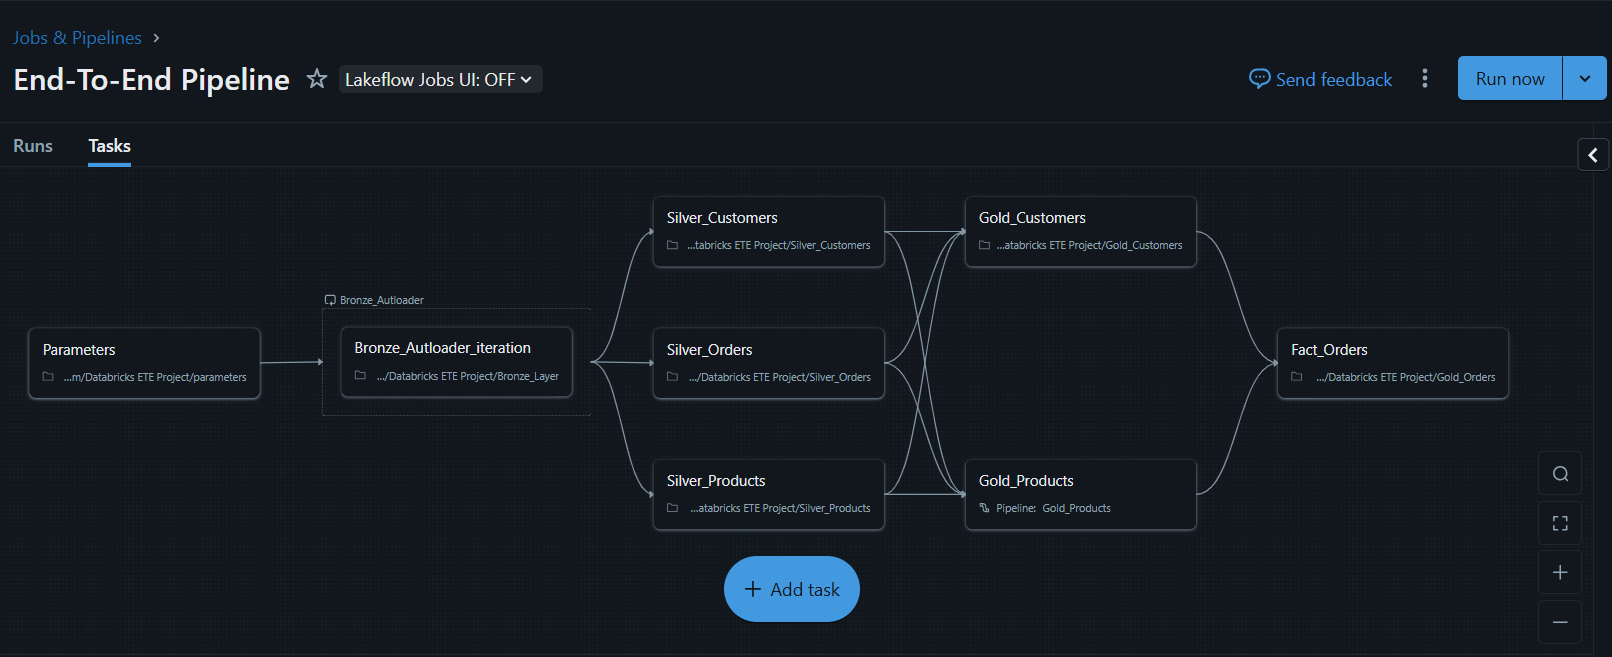 Jobs & Pipelines
End-To-End Pipeline
Lakeflow Jobs UI: OFF
Send feedback
Run now
Runs
Tasks
Parameters
...m/Databricks ETE Project/parameters
Bronze_Autloader
Bronze_Autloader_iteration
.../Databricks ETE Project/Bronze_Layer
Silver_Customers
...tabricks ETE Project/Silver_Customers
Silver_Orders
.../Databricks ETE Project/Silver_Orders
Silver_Products
...atabricks ETE Project/Silver_Products
Gold_Customers
...atabricks ETE Project/Gold_Customers
Gold_Products
Pipeline: Gold_Products
Fact_Orders
.../Databricks ETE Project/Gold_Orders
+ Add task